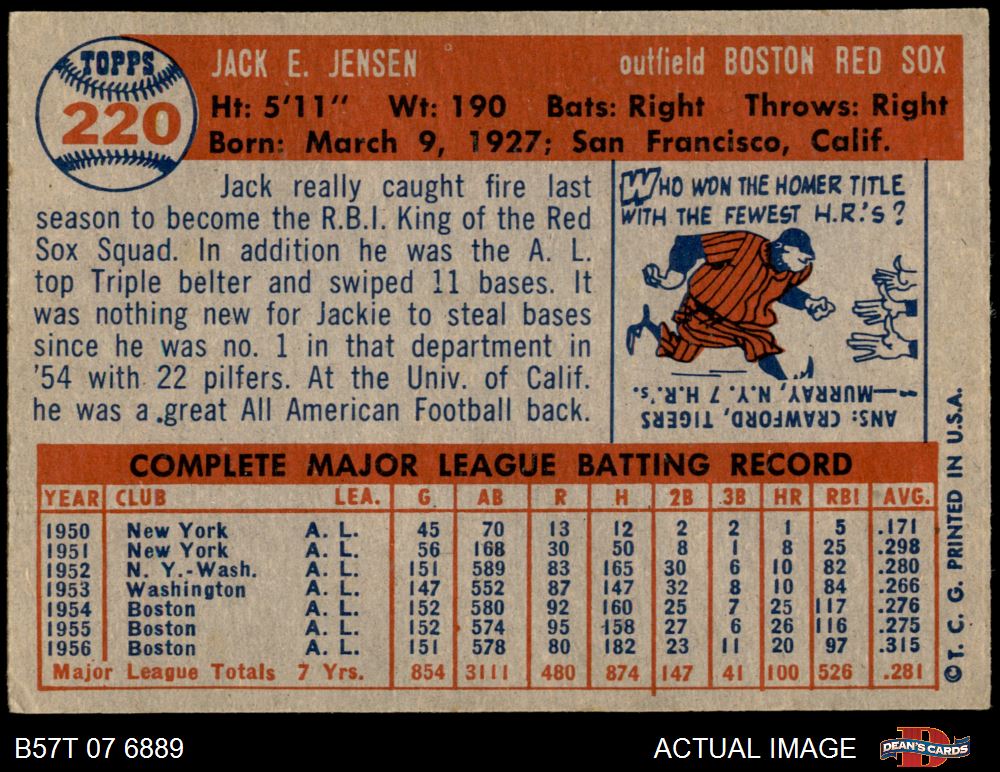 TOPPS
220
JACK E. JENSEN outfield BOSTON RED SOX
Ht: 5'11" Wt: 190 Bats: Right Throws: Right
Born: March 9, 1927; San Francisco, Calif.
Jack really caught fire last
season to become the R.B.I. King of the Red
Sox Squad. In addition he was the A. L.
top Triple belter and swiped 11 bases. It
was nothing new for Jackie to steal bases
since he was no. 1 in that department in
'54 with 22 pilfers. At the Univ. of Calif.
he was a great All American Football back.
WHO WON THE HOMER TITLE
WITH THE FEWEST H.R.'S?
ANS: CRAWFORD, TIGERS
—MURRAY, N.Y. 7 H.R.'s.
COMPLETE MAJOR LEAGUE BATTING RECORD
YEAR CLUB LEA. G AB R H 2B 3B HR RBI AVG.
1950 New York A. L. 45 70 13 12 2 2 1 5 .171
1951 New York A. L. 56 168 30 50 8 1 8 25 .298
1952 N. Y.-Wash. A. L. 151 589 83 165 30 6 10 82 .280
1953 Washington A. L. 147 552 87 147 32 8 10 84 .266
1954 Boston A. L. 152 580 92 160 25 7 25 117 .276
1955 Boston A. L. 152 574 95 158 27 6 26 116 .275
1956 Boston A. L. 151 578 80 182 23 11 20 97 .315
Major League Totals 7 Yrs. 854 3111 480 874 147 41 100 526 .281
© T. C. G. PRINTED IN U.S.A.
B57T 07 6889 ACTUAL IMAGE DEAN'S CARDS